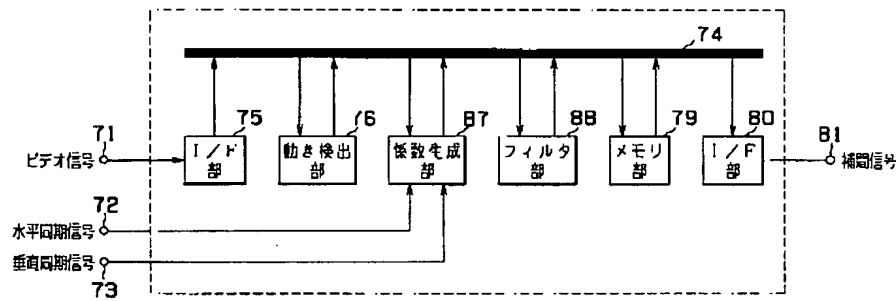 74
75
76
87
88
79
80
81
71
ビデオ信号
I/F
部
動き検出
部
係数生成
部
フィルタ
部
メモリ
部
I/F
部
補間信号
72
水平同期信号
垂直同期信号
73